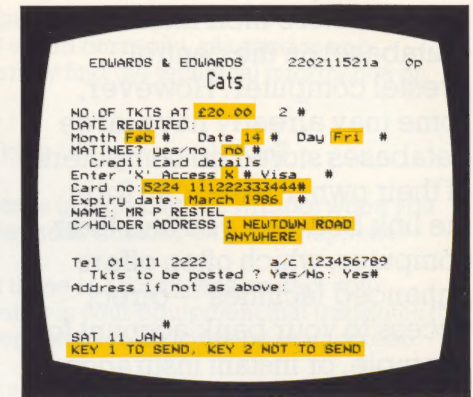 EDWARDS & EDWARDS 220211521a 0p
Cats
NO.OF TKTS AT £20.00 2 #
DATE REQUIRED:
Month Feb # Date 14 # Day Fri #
MATINEE? yes/no no #
Credit card details
Enter 'X' Access X # Visa #
Card no:5224 111222333444#
Expiry date: March 1986 #
NAME: MR P RESTEL
C/HOLDER ADDRESS 1 NEWTOWN ROAD
ANYWHERE
Tel 01-111 2222 a/c 123456789
Tkts to be posted ? Yes/No: Yes#
Address if not as above:
#
SAT 11 JAN
KEY 1 TO SEND, KEY 2 NOT TO SEND